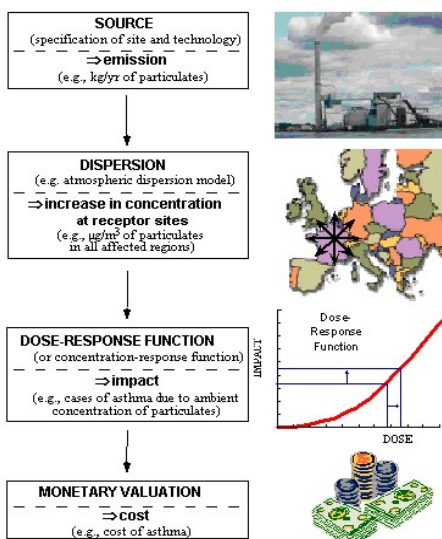 SOURCE
(specification of site and technology)
⇒emission
(e.g., kg/yr of particulates)
DISPERSION
(e.g. atmospheric dispersion model)
⇒increase in concentration
at receptor sites
(e.g., μg/m³ of particulates
in all affected regions)
DOSE-RESPONSE FUNCTION
(or concentration-response function)
⇒impact
(e.g., cases of asthma due to ambient
concentration of particulates)
MONETARY VALUATION
⇒cost
(e.g., cost of asthma)
Dose-
Response
Function
IMPACT
DOSE